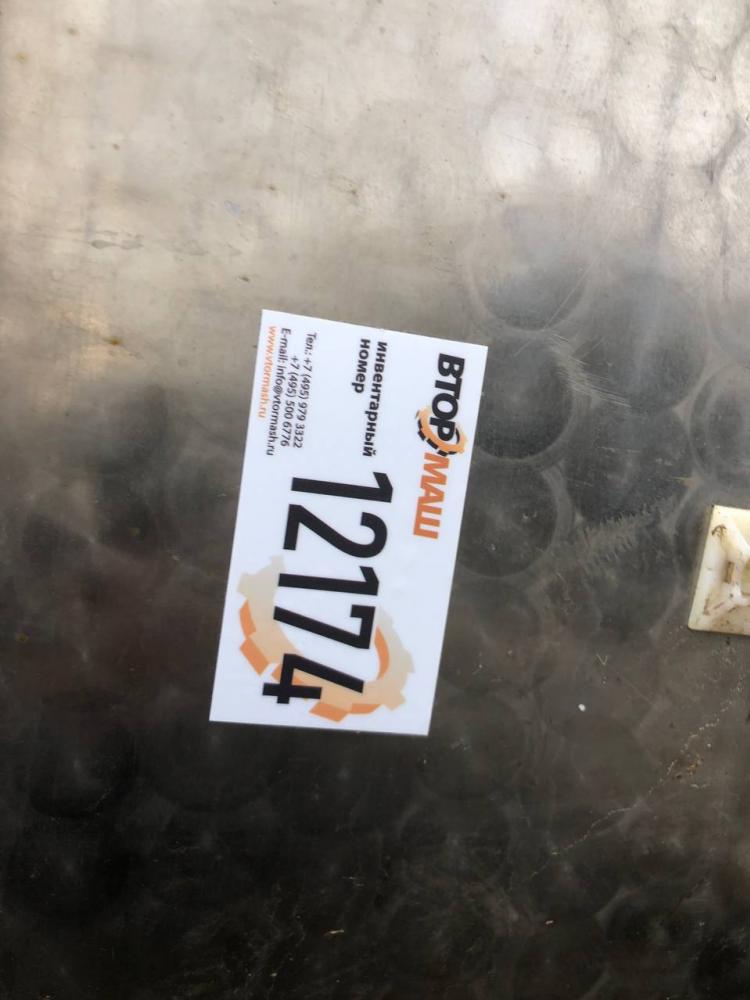 ВТОРМАШ
инвентарный
номер
12174
Тел.: +7 (495) 979 3322
+7 (495) 500 6776
E-mail: info@vtormash.ru
www.vtormash.ru